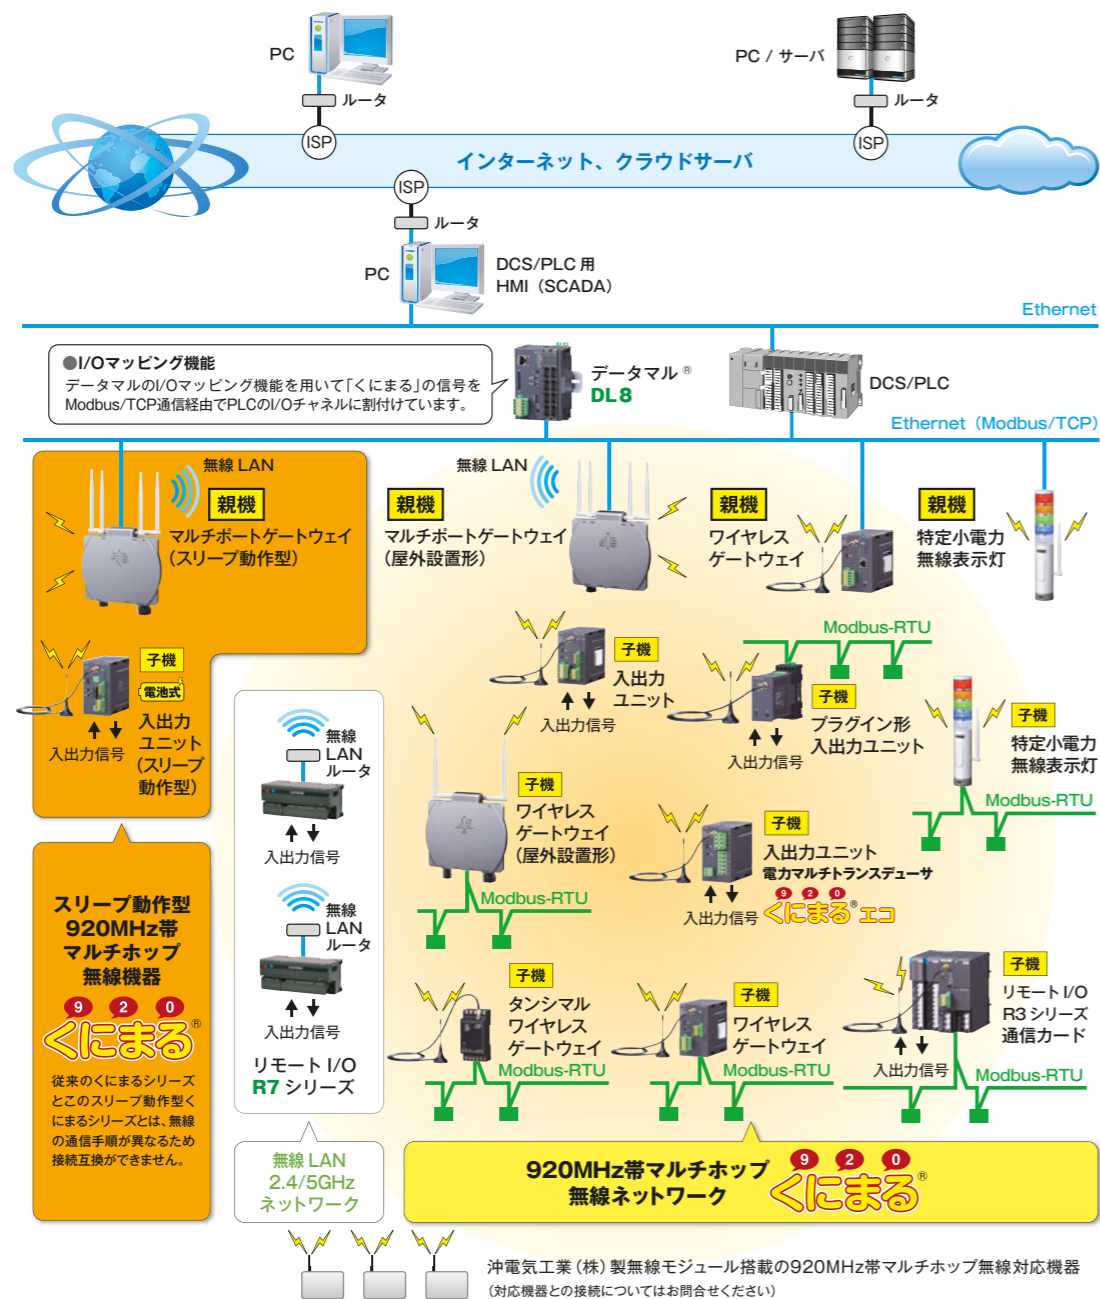 PC
ルータ
ISP
PC / サーバ
ルータ
ISP
インターネット、クラウドサーバ
ISP
ルータ
PC
DCS/PLC 用
HMI（SCADA）
Ethernet
●I/Oマッピング機能
データマルのI/Oマッピング機能を用いて「くにまる」の信号を
Modbus/TCP通信経由でPLCのI/Oチャネルに割付けています。
データマル®
DL8
DCS/PLC
Ethernet（Modbus/TCP）
無線 LAN
親機
マルチポートゲートウェイ
（スリープ動作型）
無線 LAN
親機
マルチポートゲートウェイ
（屋外設置形）
親機
ワイヤレス
ゲートウェイ
親機
特定小電力
無線表示灯
子機
電池式
入出力
ユニット
（スリープ
動作型）
入出力信号
子機
入出力
ユニット
入出力信号
Modbus-RTU
子機
プラグイン形
入出力ユニット
入出力信号
子機
特定小電力
無線表示灯
Modbus-RTU
無線
LAN
ルータ
入出力信号
無線
LAN
ルータ
入出力信号
リモート I/O
R7 シリーズ
子機
ワイヤレス
ゲートウェイ
（屋外設置形）
Modbus-RTU
子機
入出力ユニット
電力マルチトランスデューサ
入出力信号
9 2 0
くにまる®エコ
スリープ動作型
920MHz帯
マルチホップ
無線機器
9 2 0
くにまる®
従来のくにまるシリーズ
とこのスリープ動作型く
にまるシリーズとは、無線
の通信手順が異なるため
接続互換ができません。
子機
タンシマル
ワイヤレス
ゲートウェイ
Modbus-RTU
子機
ワイヤレス
ゲートウェイ
Modbus-RTU
子機
リモート I/O
R3 シリーズ
通信カード
入出力信号
Modbus-RTU
無線 LAN
2.4/5GHz
ネットワーク
920MHz帯マルチホップ
無線ネットワーク
9 2 0
くにまる®
沖電気工業（株）製無線モジュール搭載の920MHz帯マルチホップ無線対応機器
（対応機器との接続についてはお問合せください）